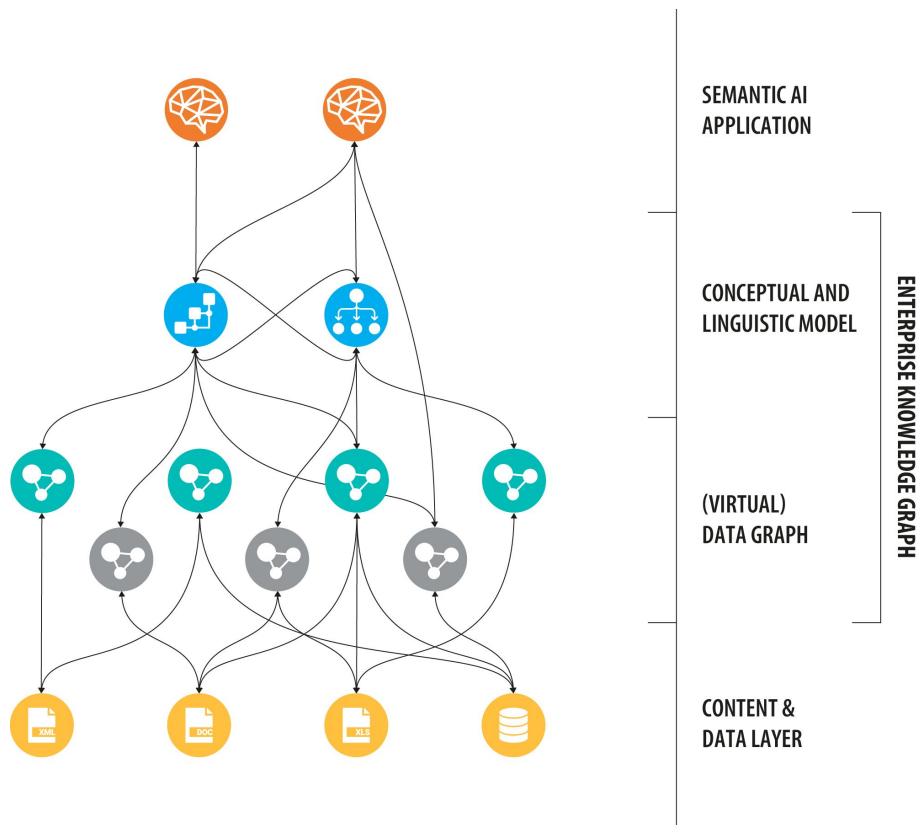 SEMANTIC AI
APPLICATION
CONCEPTUAL AND
LINGUISTIC MODEL
ENTERPRISE KNOWLEDGE GRAPH
(VIRTUAL)
DATA GRAPH
XML
DOC
XLS
CONTENT &
DATA LAYER